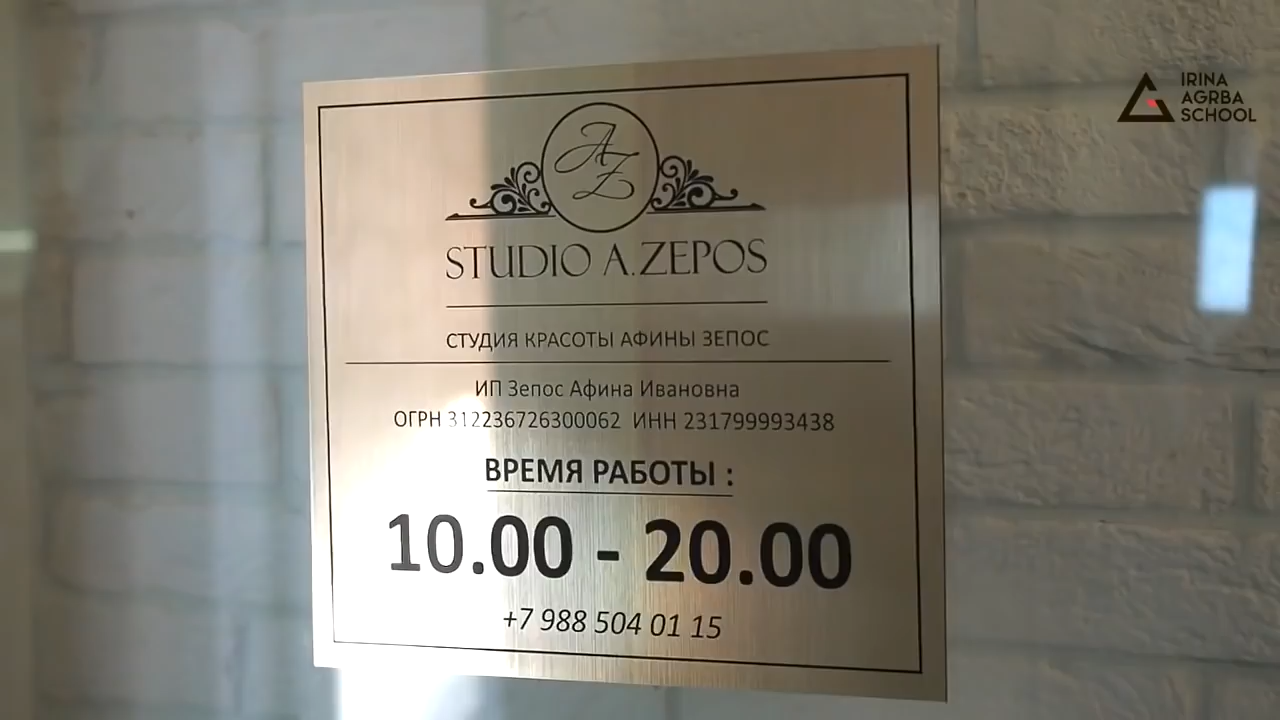 AZ
STUDIO A.ZEPOS
СТУДИЯ КРАСОТЫ АФИНЫ ЗЕПОС
ИП Зепос Афина Ивановна
ОГРН 312236726300062 ИНН 231799993438
ВРЕМЯ РАБОТЫ :
10.00 - 20.00
+7 988 504 01 15
IRINA
AGRBA
SCHOOL